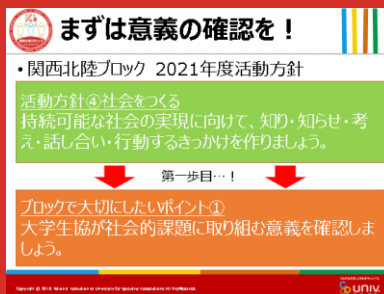 まずは意義の確認を！
・関西北陸ブロック 2021年度活動方針
活動方針④社会をつくる
持続可能な社会の実現に向けて、知り・知らせ・考
え・話し合い・行動するきっかけを作りましょう。
第一歩目…！
ブロックで大切にしたいポイント①
大学生協が社会的課題に取り組む意義を確認しま
しょう。
UNIV.